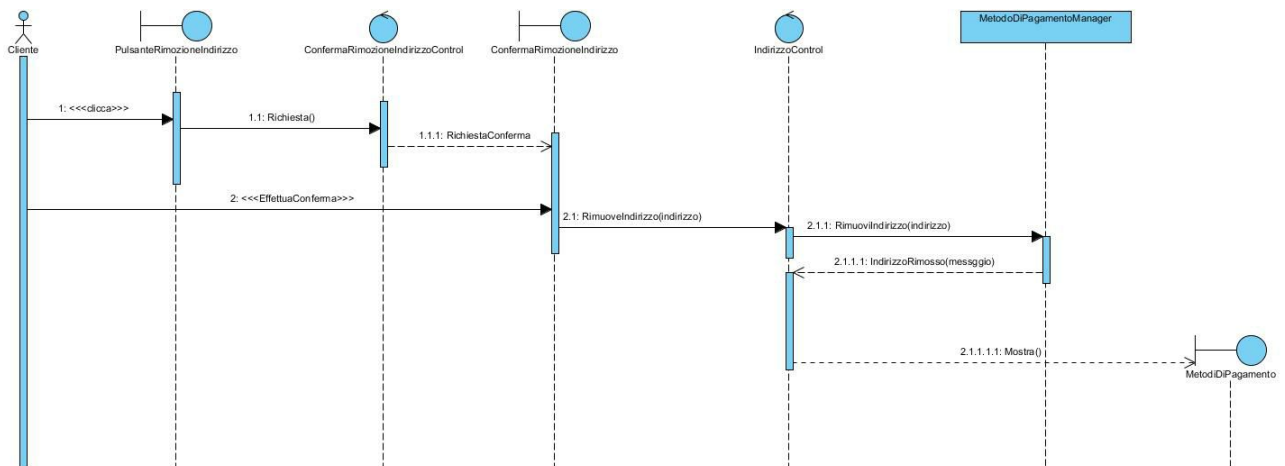 MetodoDiPagamentoManager
Cliente
PulsanteRimozioneIndirizzo
ConfermaRimozioneIndirizzoControl
ConfermaRimozioneIndirizzo
IndirizzoControl
1: <<<clicca>>>
1.1: Richiesta()
1.1.1: RichiestaConferma
2: <<<EffettuaConferma>>>
2.1: RimuoveIndirizzo(indirizzo)
2.1.1: RimuoviIndirizzo(indirizzo)
2.1.1.1: IndirizzoRimosso(messggio)
2.1.1.1.1: Mostra()
MetodiDiPagamento